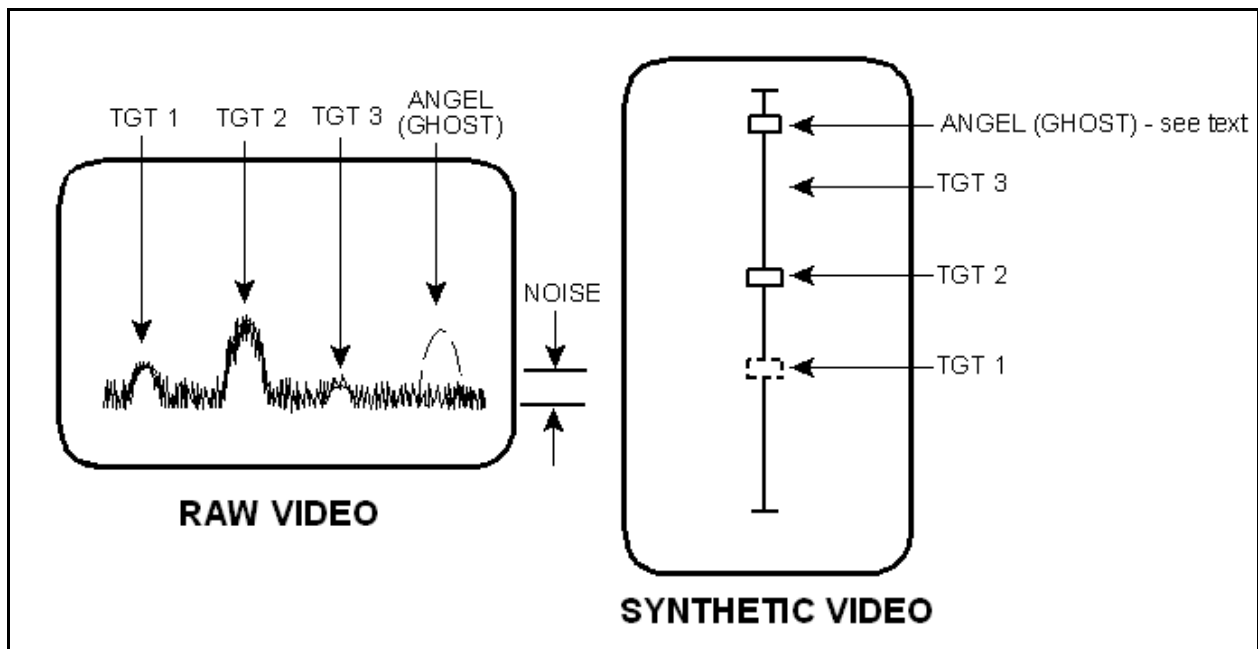 TGT 1
TGT 2
TGT 3
ANGEL
(GHOST)
NOISE
RAW VIDEO
ANGEL (GHOST) - see text
TGT 3
TGT 2
TGT 1
SYNTHETIC VIDEO